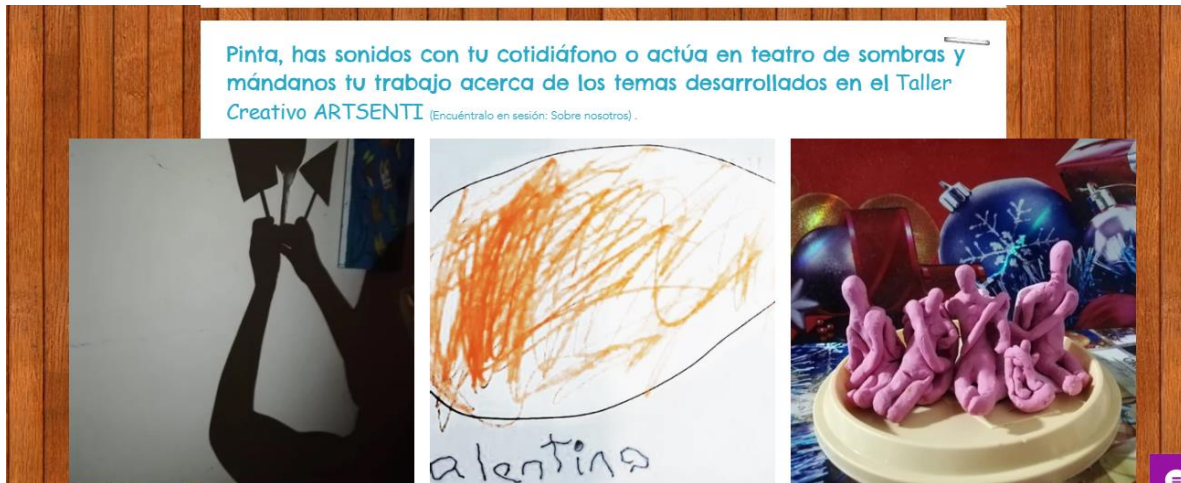 Pinta, has sonidos con tu cotidiáfono o actúa en teatro de sombras y
mándanos tu trabajo acerca de los temas desarrollados en el Taller
Creativo ARTSENTI (Encuéntralo en sesión: Sobre nosotros) .
alentina